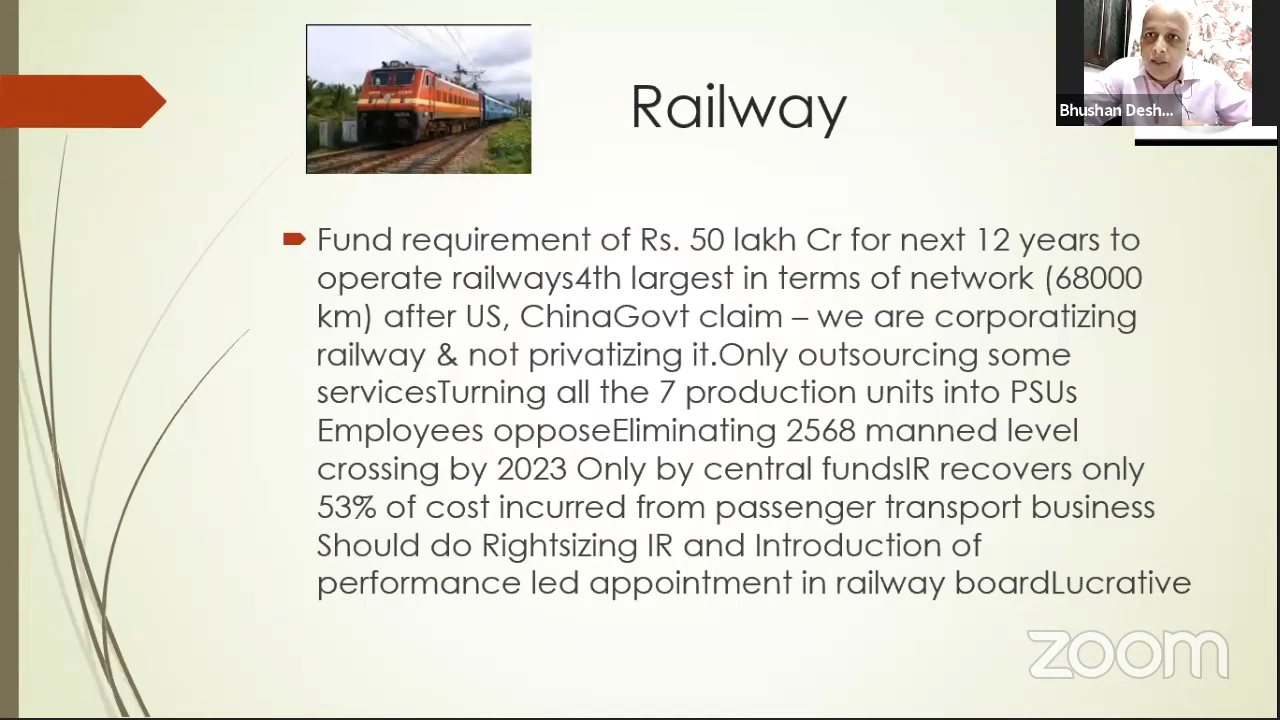 Railway
Bhushan Desh...
Fund requirement of Rs. 50 lakh Cr for next 12 years to
operate railways4th largest in terms of network (68000
km) after US, ChinaGovt claim – we are corporatizing
railway & not privatizing it.Only outsourcing some
servicesTurning all the 7 production units into PSUs
Employees opposeEliminating 2568 manned level
crossing by 2023 Only by central fundsIR recovers only
53% of cost incurred from passenger transport business
Should do Rightsizing IR and Introduction of
performance led appointment in railway boardLucrative
zoom